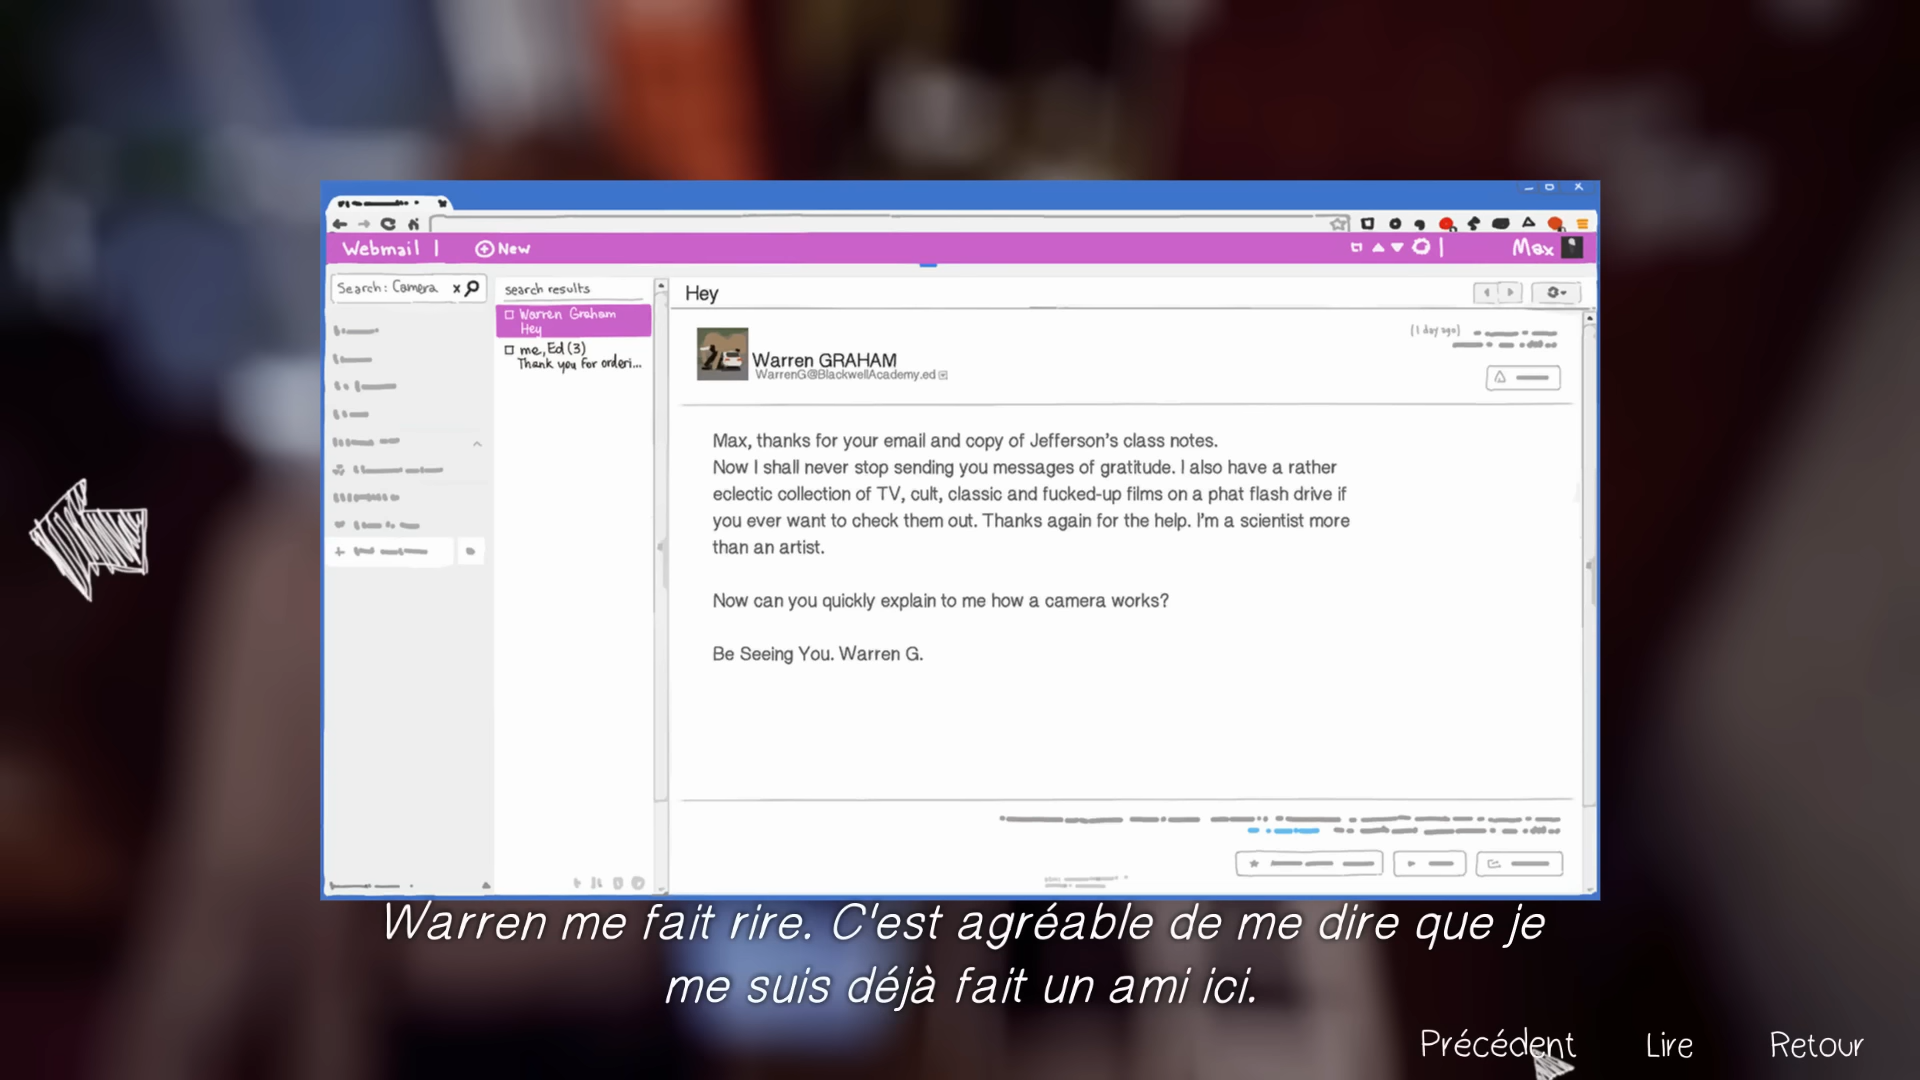 Webmail |
New
Max
Search: Camera x
search results
Warren Graham
Hey
me, Ed (3)
Thank you for orderi...
Hey
(1 day ago)
Warren GRAHAM
WarrenG@BlackwellAcademy.ed
Max, thanks for your email and copy of Jefferson's class notes.
Now I shall never stop sending you messages of gratitude. I also have a rather
eclectic collection of TV, cult, classic and fucked-up films on a phat flash drive if
you ever want to check them out. Thanks again for the help. I'm a scientist more
than an artist.
Now can you quickly explain to me how a camera works?
Be Seeing You. Warren G.
Warren me fait rire. C'est agréable de me dire que je
me suis déjà fait un ami ici.
Précédent
Lire
Retour